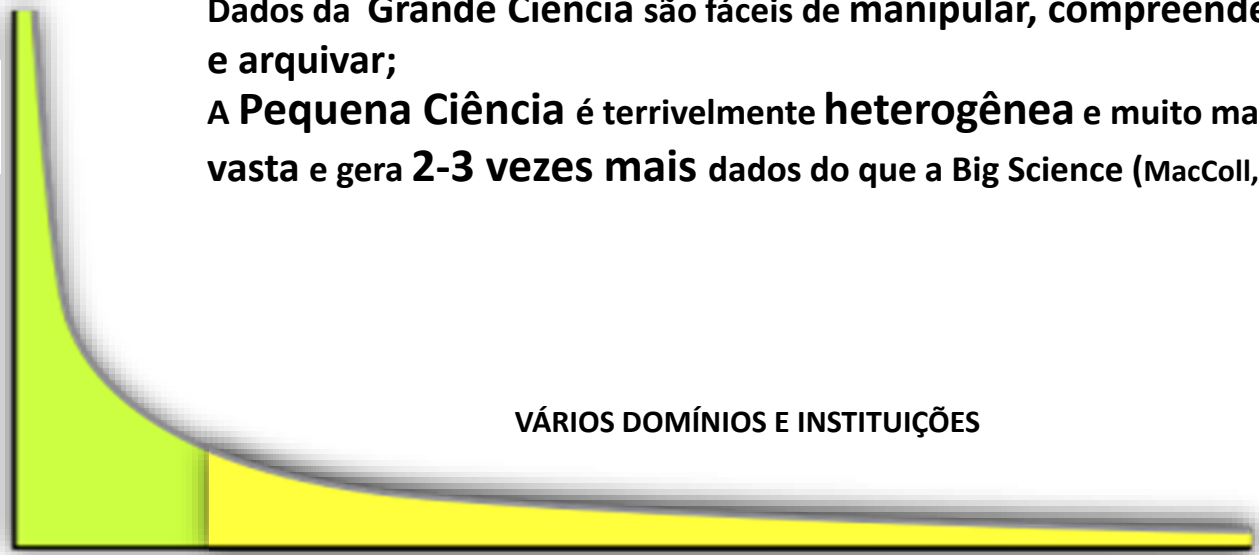 Dados da Grande Ciência são fáceis de manipular, compreende
e arquivar;
A Pequena Ciência é terrivelmente heterogênea e muito ma
vasta e gera 2-3 vezes mais dados do que a Big Science (MacColl,
VÁRIOS DOMÍNIOS E INSTITUIÇÕES